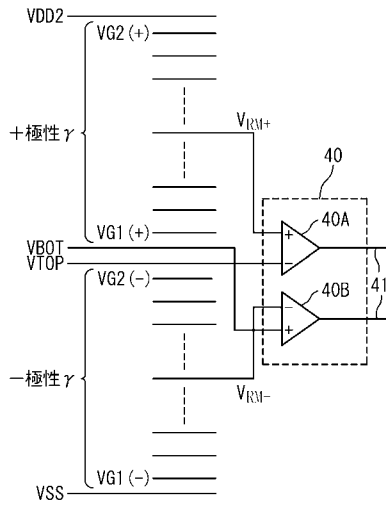 VDD2
VG2(+)
+極性γ
V_RM+
40
VG1(+)
40A
VBOT
VTOP
VG2(-)
40B
41
-極性γ
V_RM-
VG1(-)
VSS
+
-
-
+